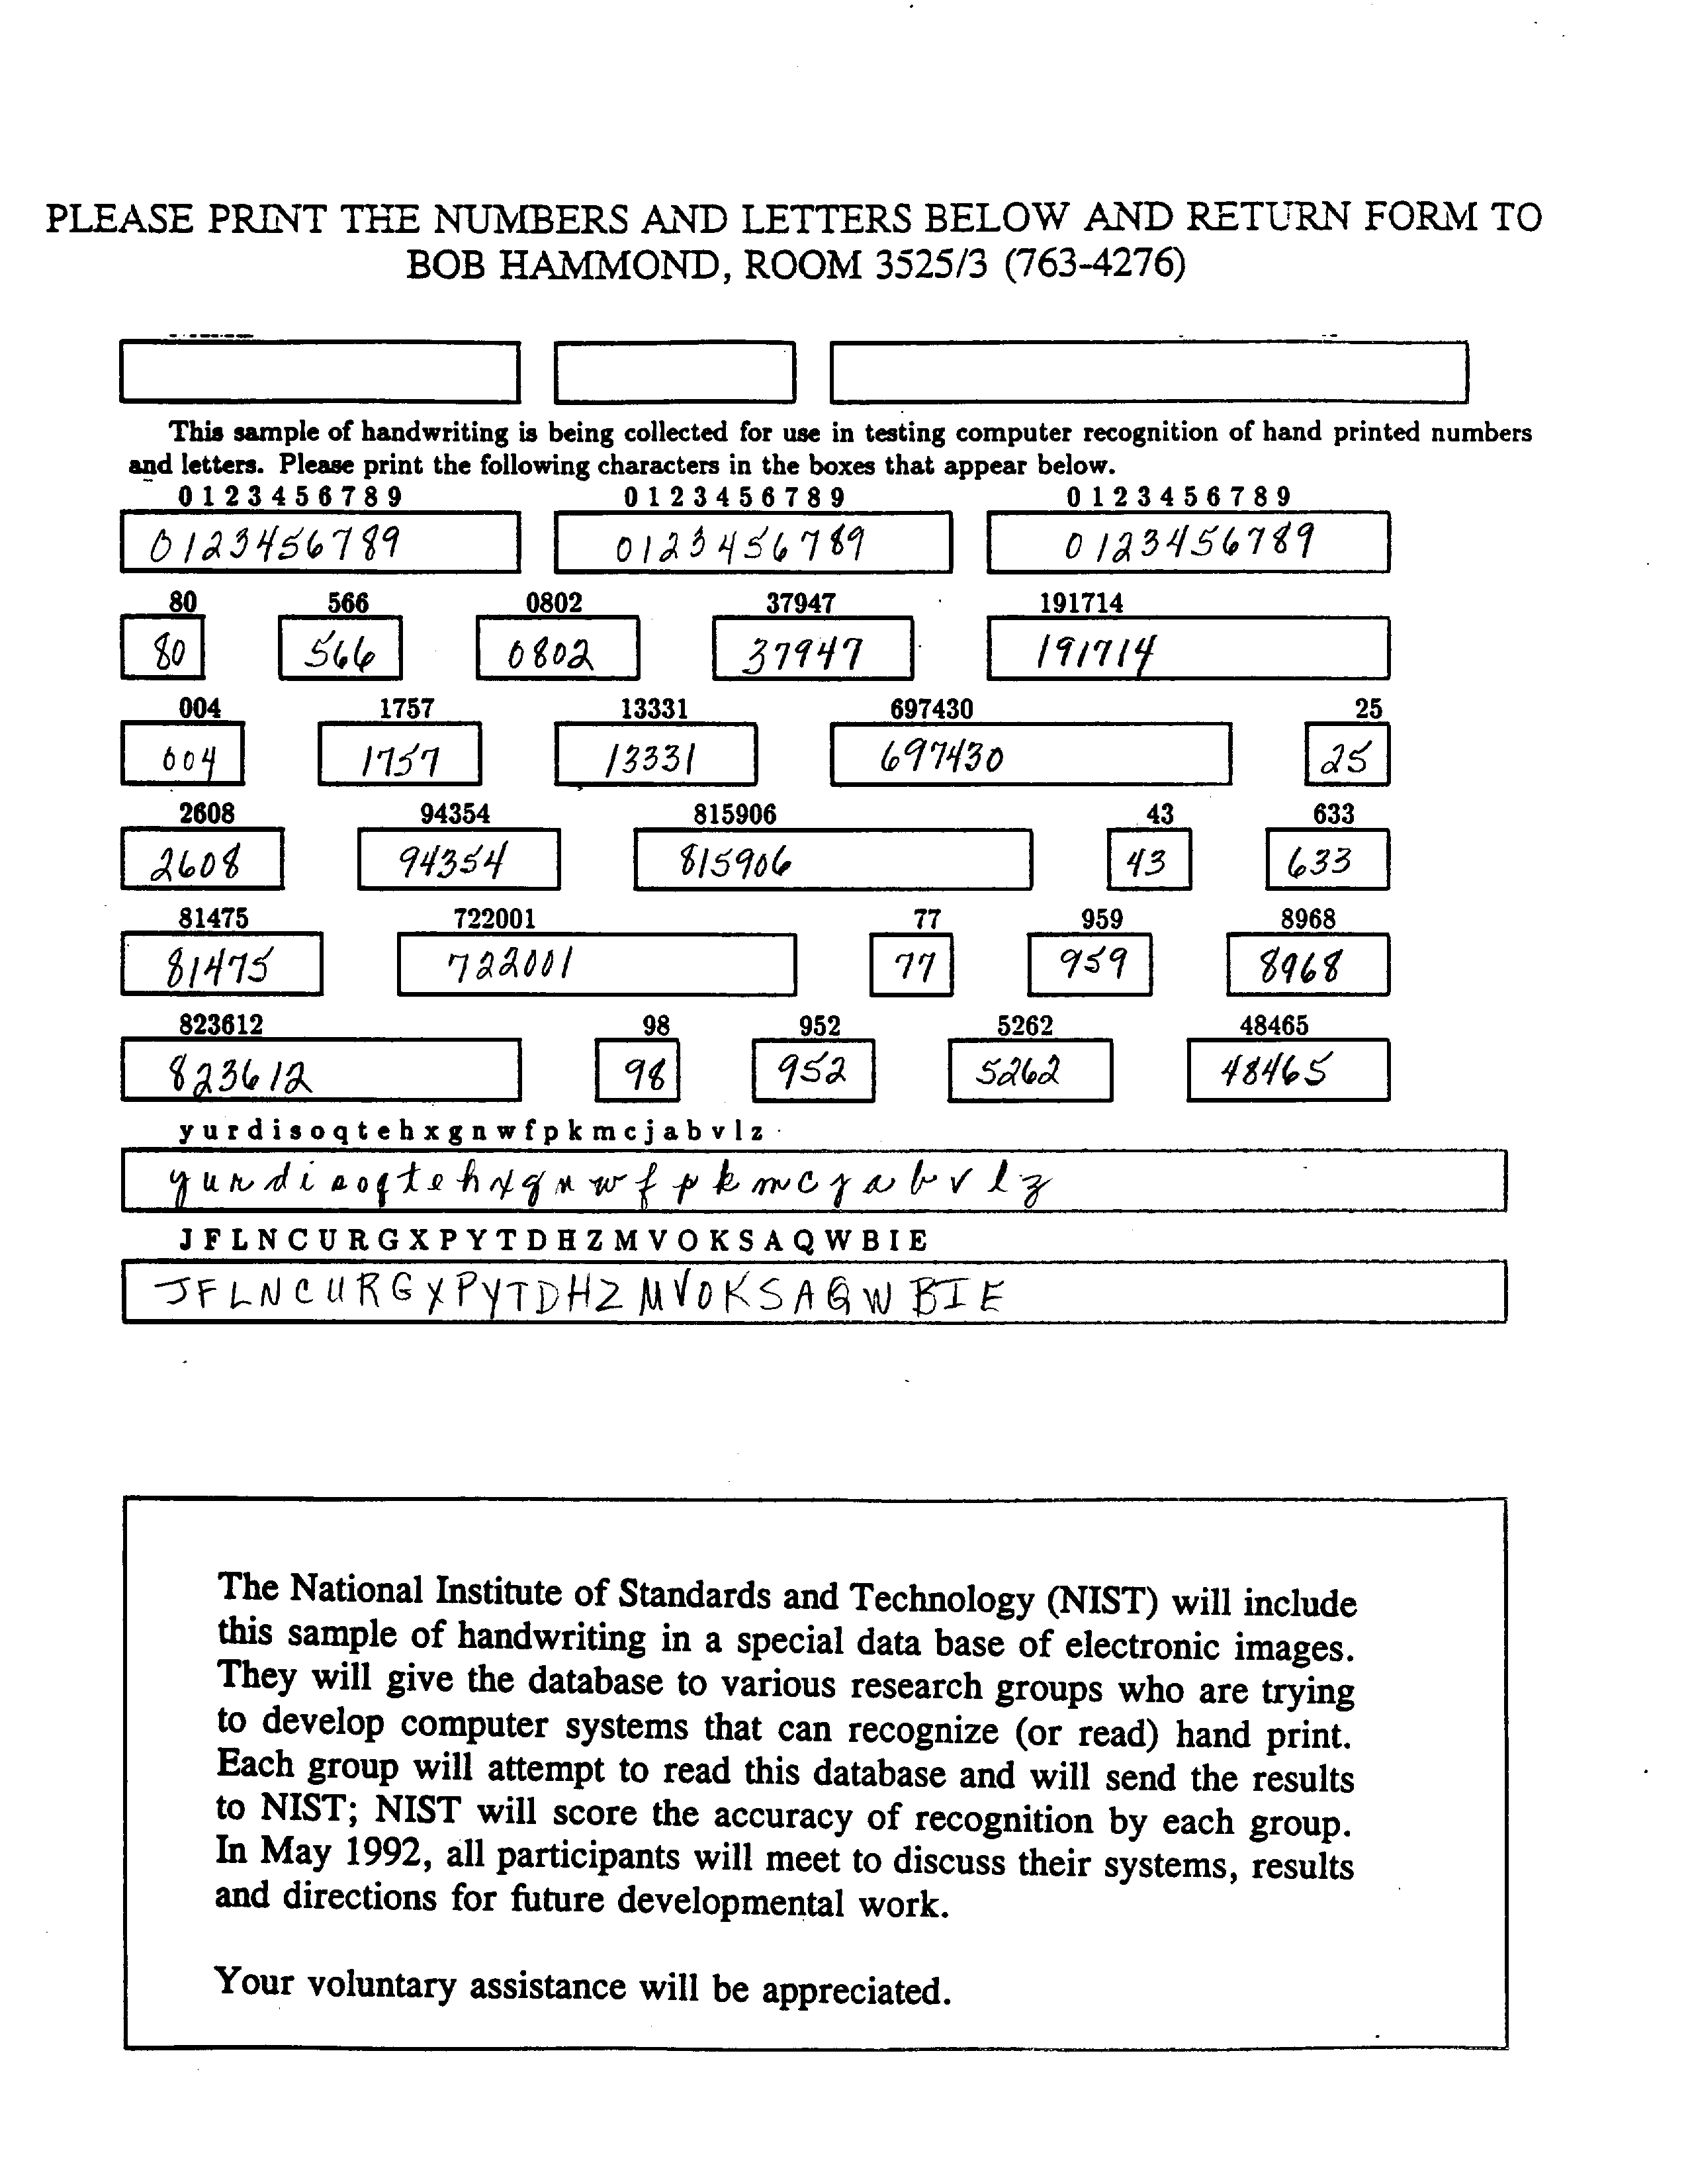 PLEASE PRINT THE NUMBERS AND LETTERS BELOW AND RETURN FORM TO
BOB HAMMOND, ROOM 3525/3 (763-4276)
This sample of handwriting is being collected for use in testing computer recognition of hand printed numbers
and letters. Please print the following characters in the boxes that appear below.
0 1 2 3 4 5 6 7 8 9 0 1 2 3 4 5 6 7 8 9 0 1 2 3 4 5 6 7 8 9
0123456789 0123456789 0123456789
80 566 0802 37947 191714
80 566 0802 37947 191714
004 1757 13331 697430 25
004 1757 13331 697430 25
2608 94354 815906 43 633
2608 94354 815906 43 633
81475 722001 77 959 8968
81475 722001 77 959 8968
823612 98 952 5262 48465
823612 98 952 5262 48465
y u r d i s o q t e h x g n w f p k m c j a b v l z
y u r d i s o q t e h x g n w f p k m c j a b v l z
J F L N C U R G X P Y T D H Z M V O K S A Q W B I E
J F L N C U R G X P Y T D H Z M V O K S A Q W B I E
The National Institute of Standards and Technology (NIST) will include
this sample of handwriting in a special data base of electronic images.
They will give the database to various research groups who are trying
to develop computer systems that can recognize (or read) hand print.
Each group will attempt to read this database and will send the results
to NIST; NIST will score the accuracy of recognition by each group.
In May 1992, all participants will meet to discuss their systems, results
and directions for future developmental work.
Your voluntary assistance will be appreciated.